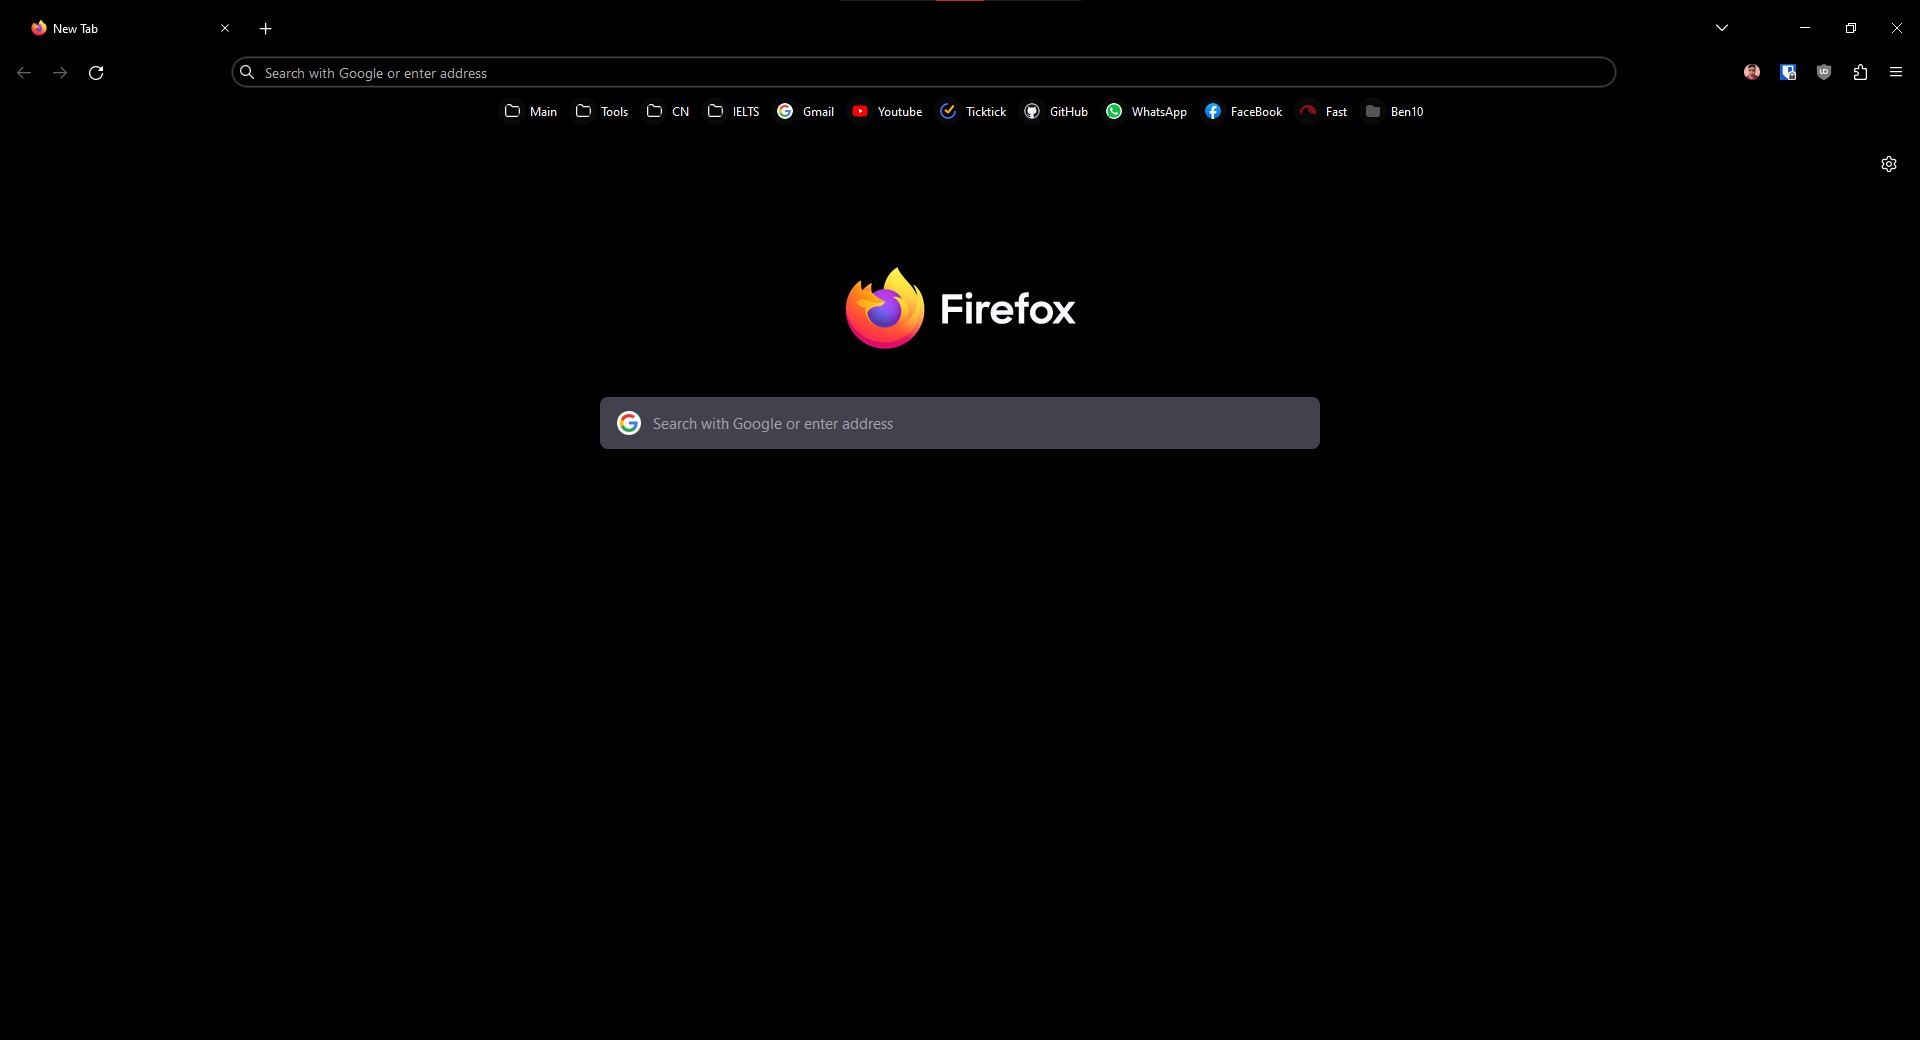 New Tab
Search with Google or enter address
Main Tools CN IELTS Gmail Youtube Ticktick GitHub WhatsApp FaceBook Fast Ben10
Firefox
Search with Google or enter address